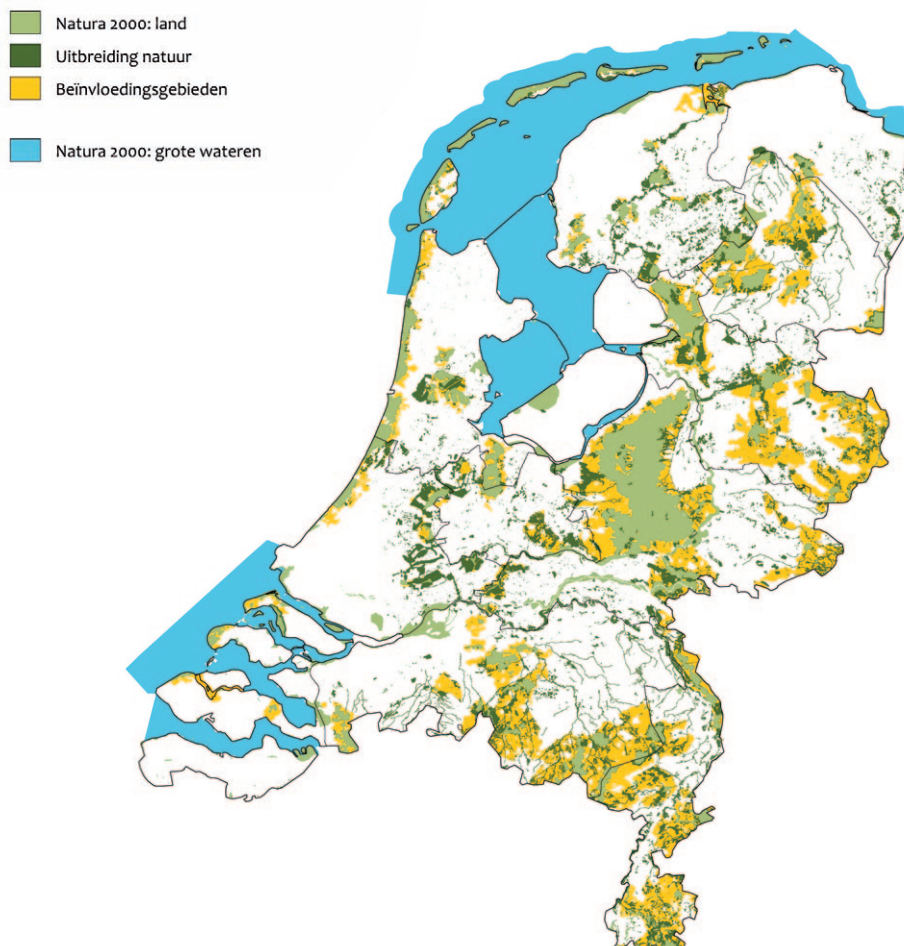 Natura 2000: land
Uitbreiding natuur
Beïnvloedingsgebieden
Natura 2000: grote wateren